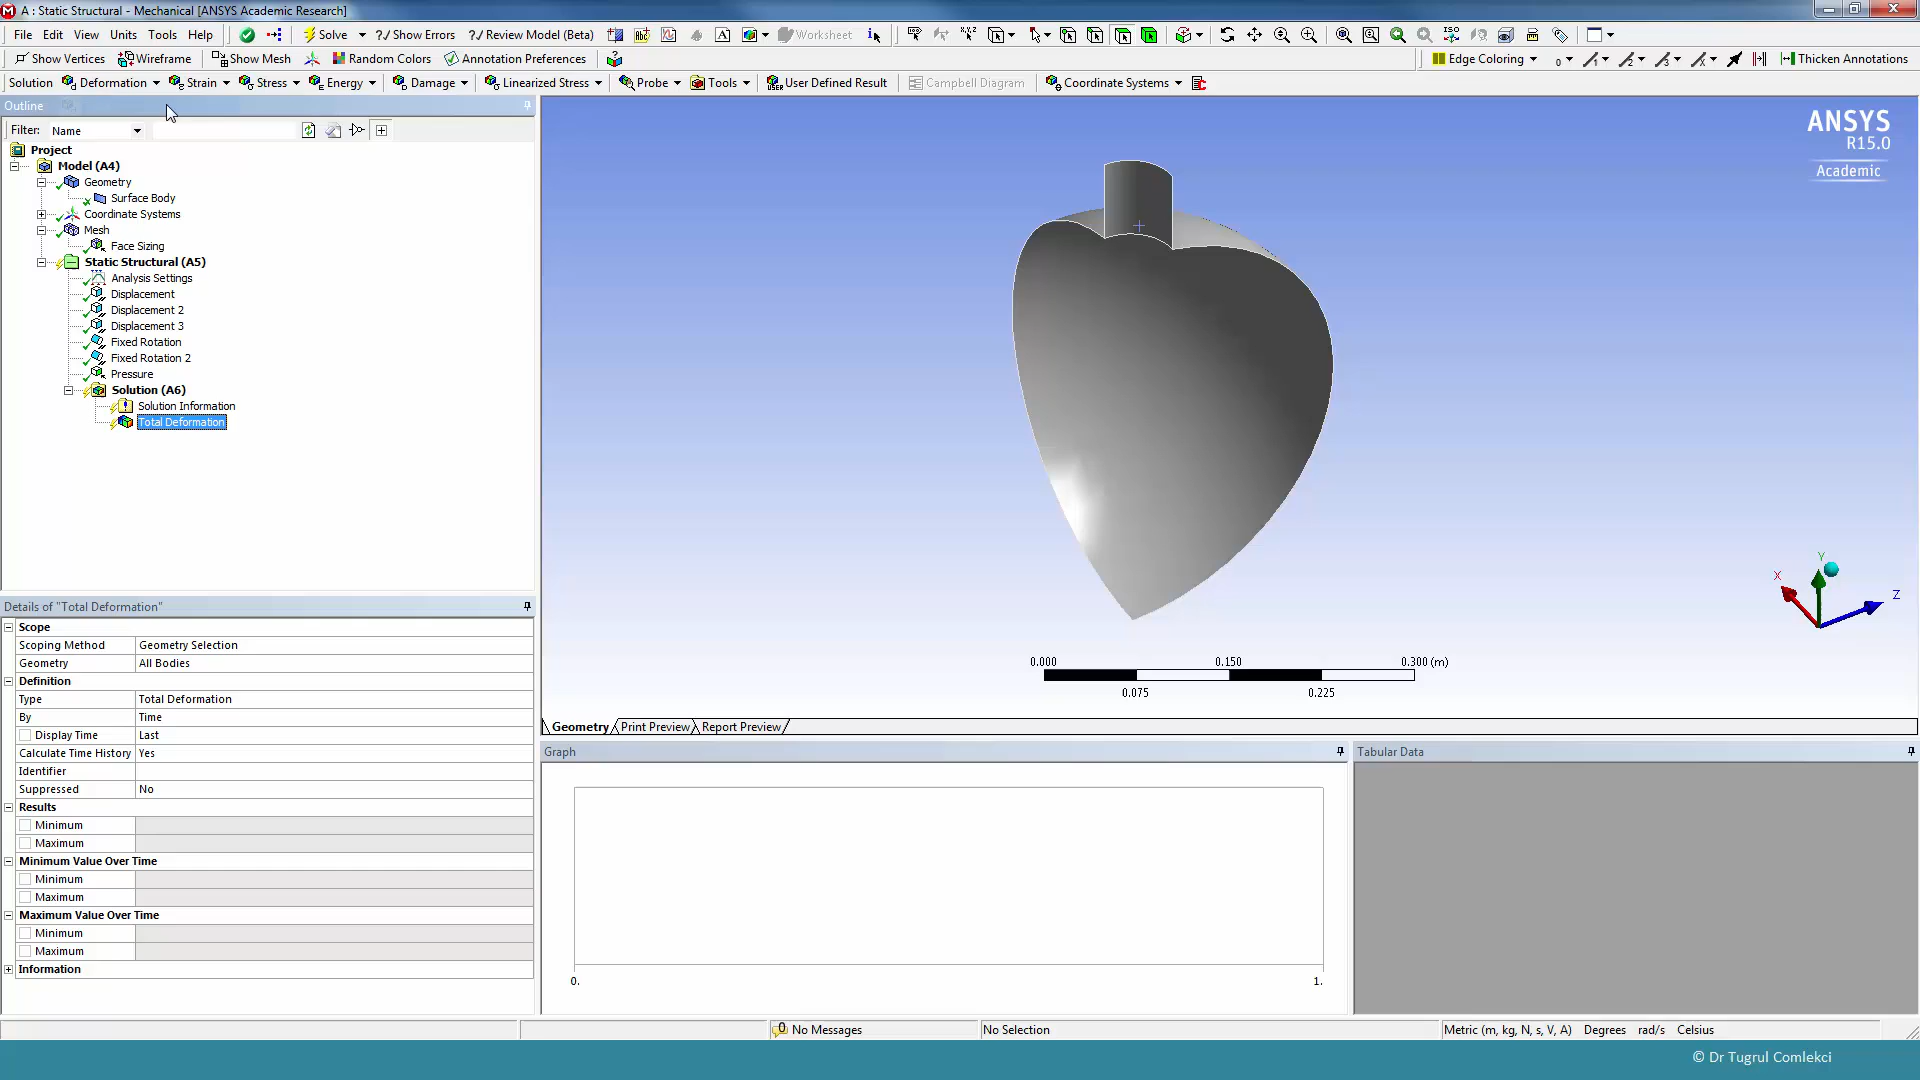 A : Static Structural - Mechanical [ANSYS Academic Research]
File Edit View Units Tools Help Solve ?/ Show Errors ?/ Review Model (Beta) Worksheet
Show Vertices Wireframe Show Mesh Random Colors Annotation Preferences Edge Coloring Thicken Annotations
Solution Deformation Strain Stress Energy Damage Linearized Stress Probe Tools User Defined Result Campbell Diagram Coordinate Systems
Outline
Filter: Name
Project
Model (A4)
Geometry
Surface Body
Coordinate Systems
Mesh
Face Sizing
Static Structural (A5)
Analysis Settings
Displacement
Displacement 2
Displacement 3
Fixed Rotation
Fixed Rotation 2
Pressure
Solution (A6)
Solution Information
Total Deformation
Details of "Total Deformation"
Scope
Scoping Method Geometry Selection
Geometry All Bodies
Definition
Type Total Deformation
By Time
Display Time Last
Calculate Time History Yes
Identifier
Suppressed No
Results
Minimum
Maximum
Minimum Value Over Time
Minimum
Maximum
Maximum Value Over Time
Minimum
Maximum
Information
ANSYS
R15.0
Academic
Y
X
Z
0.000 0.150 0.300 (m)
0.075 0.225
Geometry Print Preview Report Preview
Graph
0. 1.
Tabular Data
0 No Messages No Selection Metric (m, kg, N, s, V, A) Degrees rad/s Celsius
© Dr Tugrul Comlekci